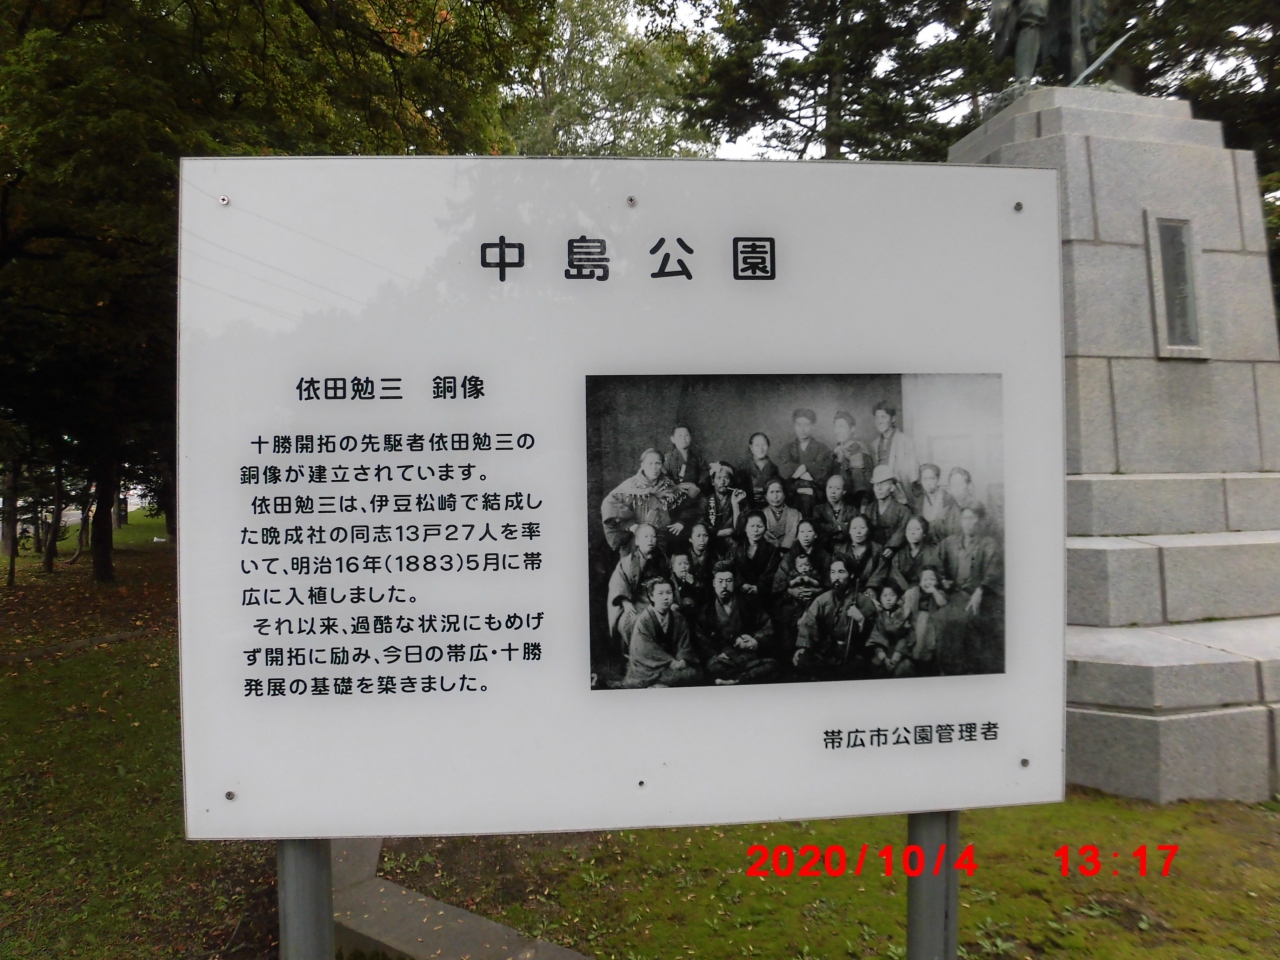 中島公園
依田勉三 銅像
十勝開拓の先駆者依田勉三の
銅像が建立されています。
依田勉三は、伊豆松崎で結成し
た晩成社の同志13戸27人を率
いて、明治16年(1883)5月に帯
広に入植しました。
それ以来、過酷な状況にもめげ
ず開拓に励み、今日の帯広・十勝
発展の基礎を築きました。
帯広市公園管理者
2020/10/4 13:17